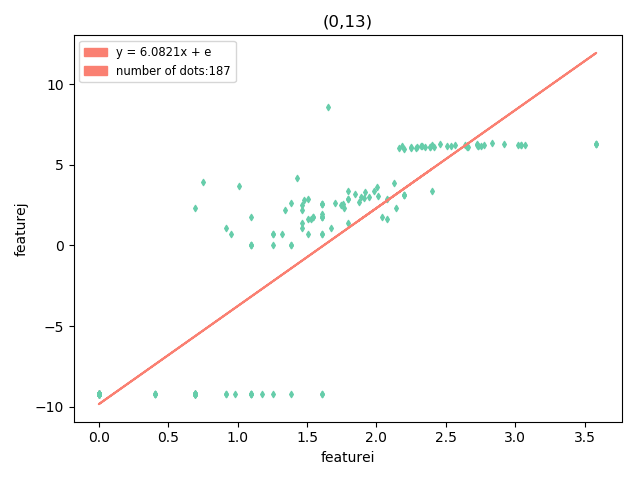 (0,13)
y = 6.0821x + e
number of dots:187
10
5
0
−5
−10
featurej
0.0 0.5 1.0 1.5 2.0 2.5 3.0 3.5
featurei